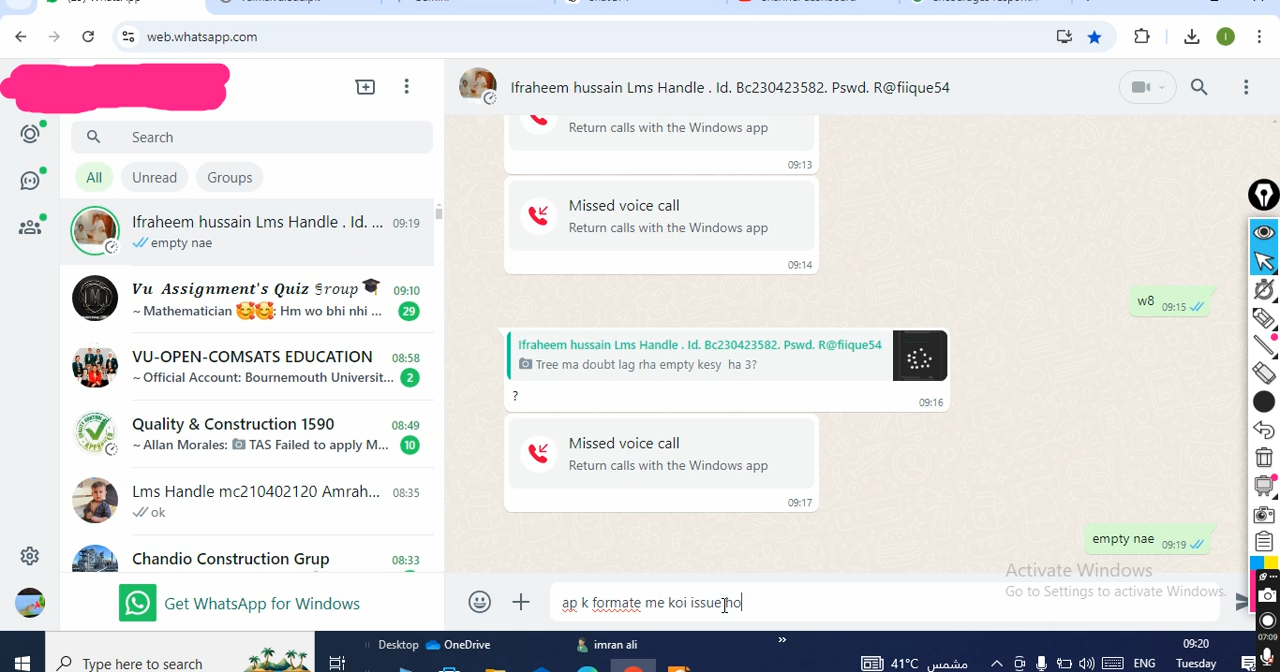 web.whatsapp.com
Ifraheem hussain Lms Handle . Id. Bc230423582. Pswd. R@fiique54
Search
All Unread Groups
Ifraheem hussain Lms Handle . Id. ... 09:19
empty nae
Vu Assignment's Quiz Group 🎓 09:10
~ Mathematician 🥰🥰: Hm wo bhi nhi ... 29
VU-OPEN-COMSATS EDUCATION 08:58
~ Official Account: Bournemouth Universit... 2
Quality & Construction 1590 08:49
~ Allan Morales: 📷 TAS Failed to apply M... 10
Lms Handle mc210402120 Amrah... 08:35
ok
Chandio Construction Grup 08:33
Get WhatsApp for Windows
Return calls with the Windows app
09:13
Missed voice call
Return calls with the Windows app
09:14
w8 09:15
Ifraheem hussain Lms Handle . Id. Bc230423582. Pswd. R@fiique54
Tree ma doubt lag rha empty kesy ha 3?
?
09:16
Missed voice call
Return calls with the Windows app
09:17
empty nae 09:19
Activate Windows
Go to Settings to activate Windows.
ap k formate me koi issue ho
07:09
Desktop OneDrive imran ali »
Type here to search
41°C مشمس ENG
09:20
Tuesday